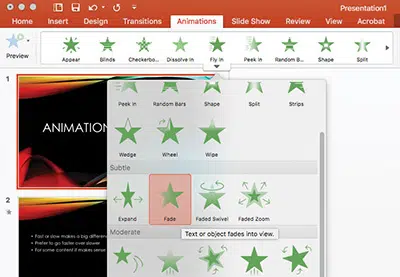 Presentation1
Home Insert Design Transitions Animations Slide Show Review View Acrobat
Preview
Appear Blinds Checkerbo... Dissolve In Fly In Peek In Random B... Shape Split
1
ANIMATION
Peek In Random Bars Shape Split Strips
Wedge Wheel Wipe
Subtle
Expand Fade Faded Swivel Faded Zoom
Text or object fades into view.
Moderate
2
• Fast or slow makes a big differen
• Prefer to go faster over slower
• For some content it makes sense